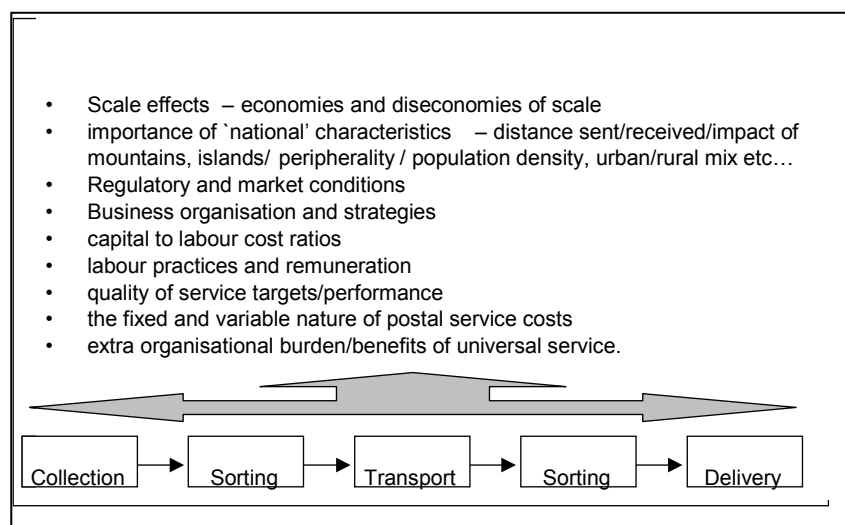 • Scale effects – economies and diseconomies of scale
• importance of `national’ characteristics – distance sent/received/impact of
mountains, islands/ peripherality / population density, urban/rural mix etc…
• Regulatory and market conditions
• Business organisation and strategies
• capital to labour cost ratios
• labour practices and remuneration
• quality of service targets/performance
• the fixed and variable nature of postal service costs
• extra organisational burden/benefits of universal service.
Collection Sorting Transport Sorting Delivery